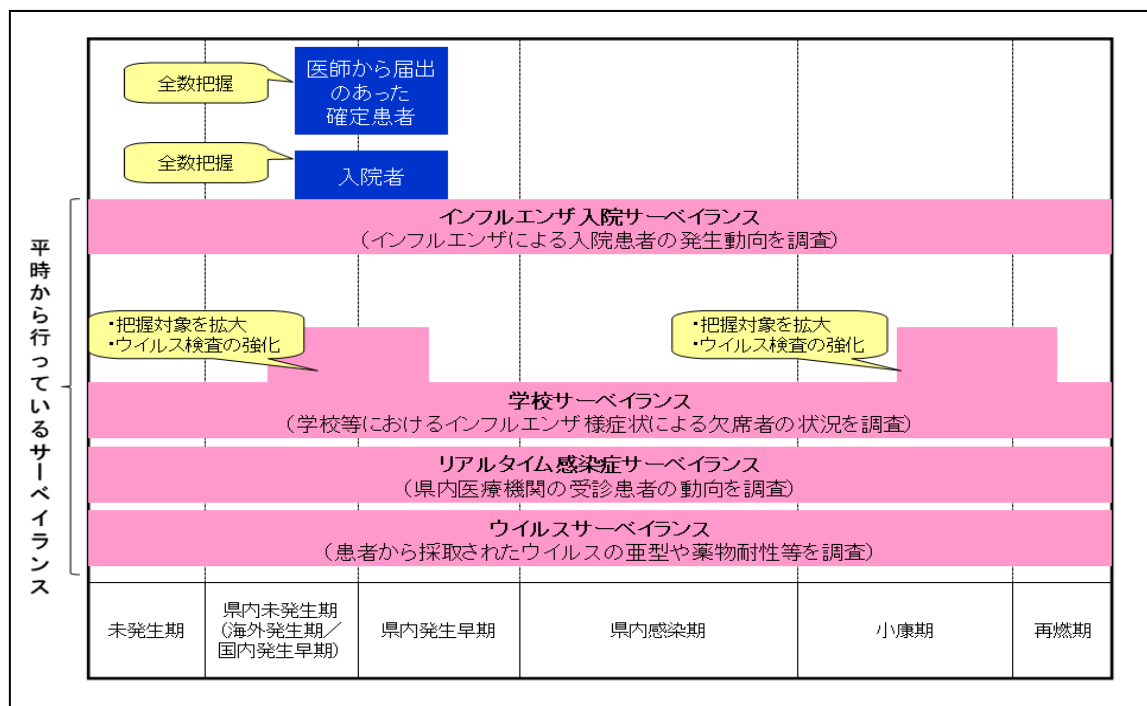 全数把握
医師から届出
のあった
確定患者
全数把握
入院者
平時から行っているサーベイランス
インフルエンザ入院サーベイランス
（インフルエンザによる入院患者の発生動向を調査）
・把握対象を拡大
・ウイルス検査の強化
・把握対象を拡大
・ウイルス検査の強化
学校サーベイランス
（学校等におけるインフルエンザ様症状による欠席者の状況を調査）
リアルタイム感染症サーベイランス
（県内医療機関の受診患者の動向を調査）
ウイルスサーベイランス
（患者から採取されたウイルスの亜型や薬物耐性等を調査）
未発生期
県内未発生期
（海外発生期／
国内発生早期）
県内発生早期
県内感染期
小康期
再燃期